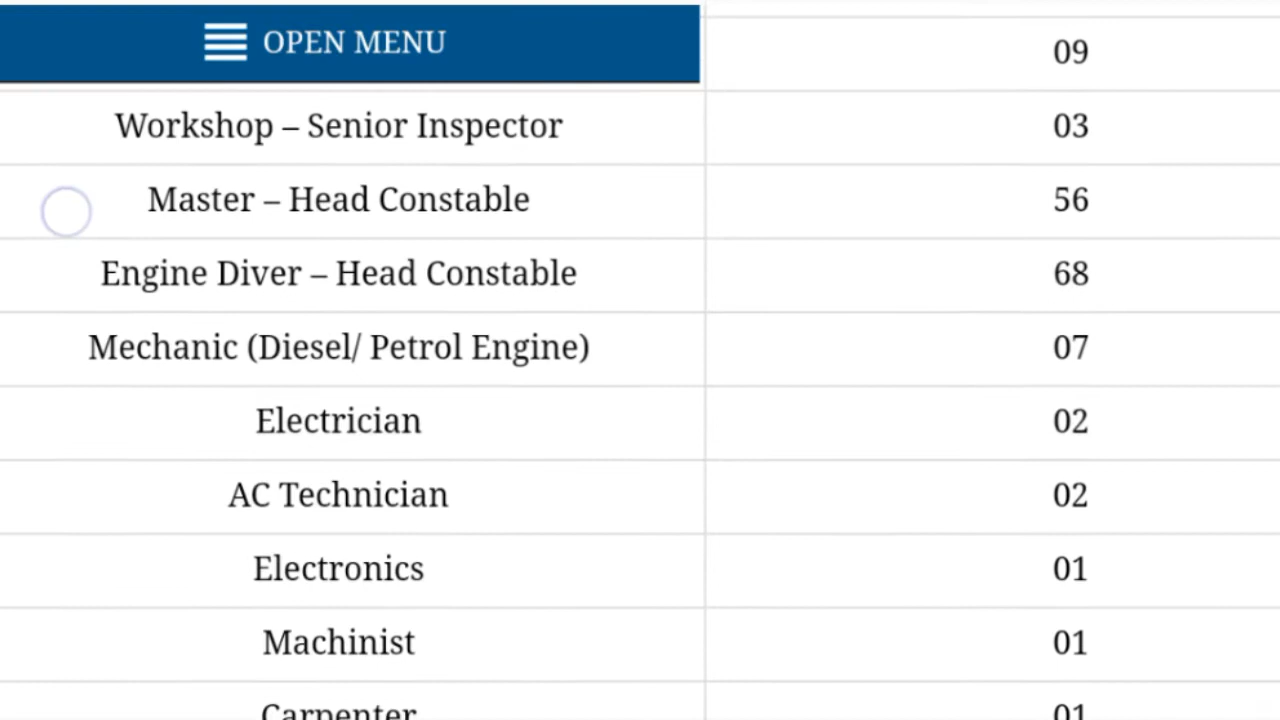 OPEN MENU 09
Workshop – Senior Inspector 03
Master – Head Constable 56
Engine Diver – Head Constable 68
Mechanic (Diesel/ Petrol Engine) 07
Electrician 02
AC Technician 02
Electronics 01
Machinist 01
Carpenter 01